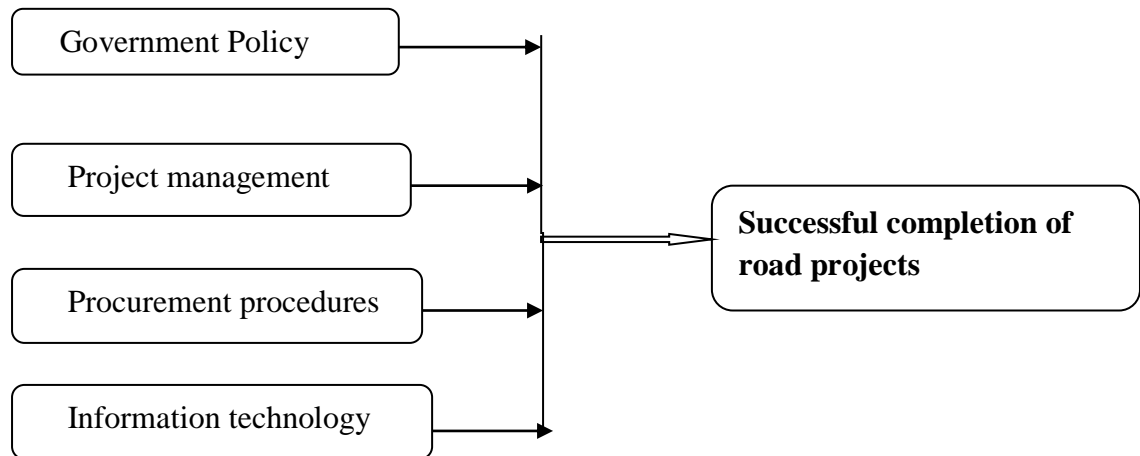 Government Policy
Project management
Procurement procedures
Information technology
Successful completion of
road projects